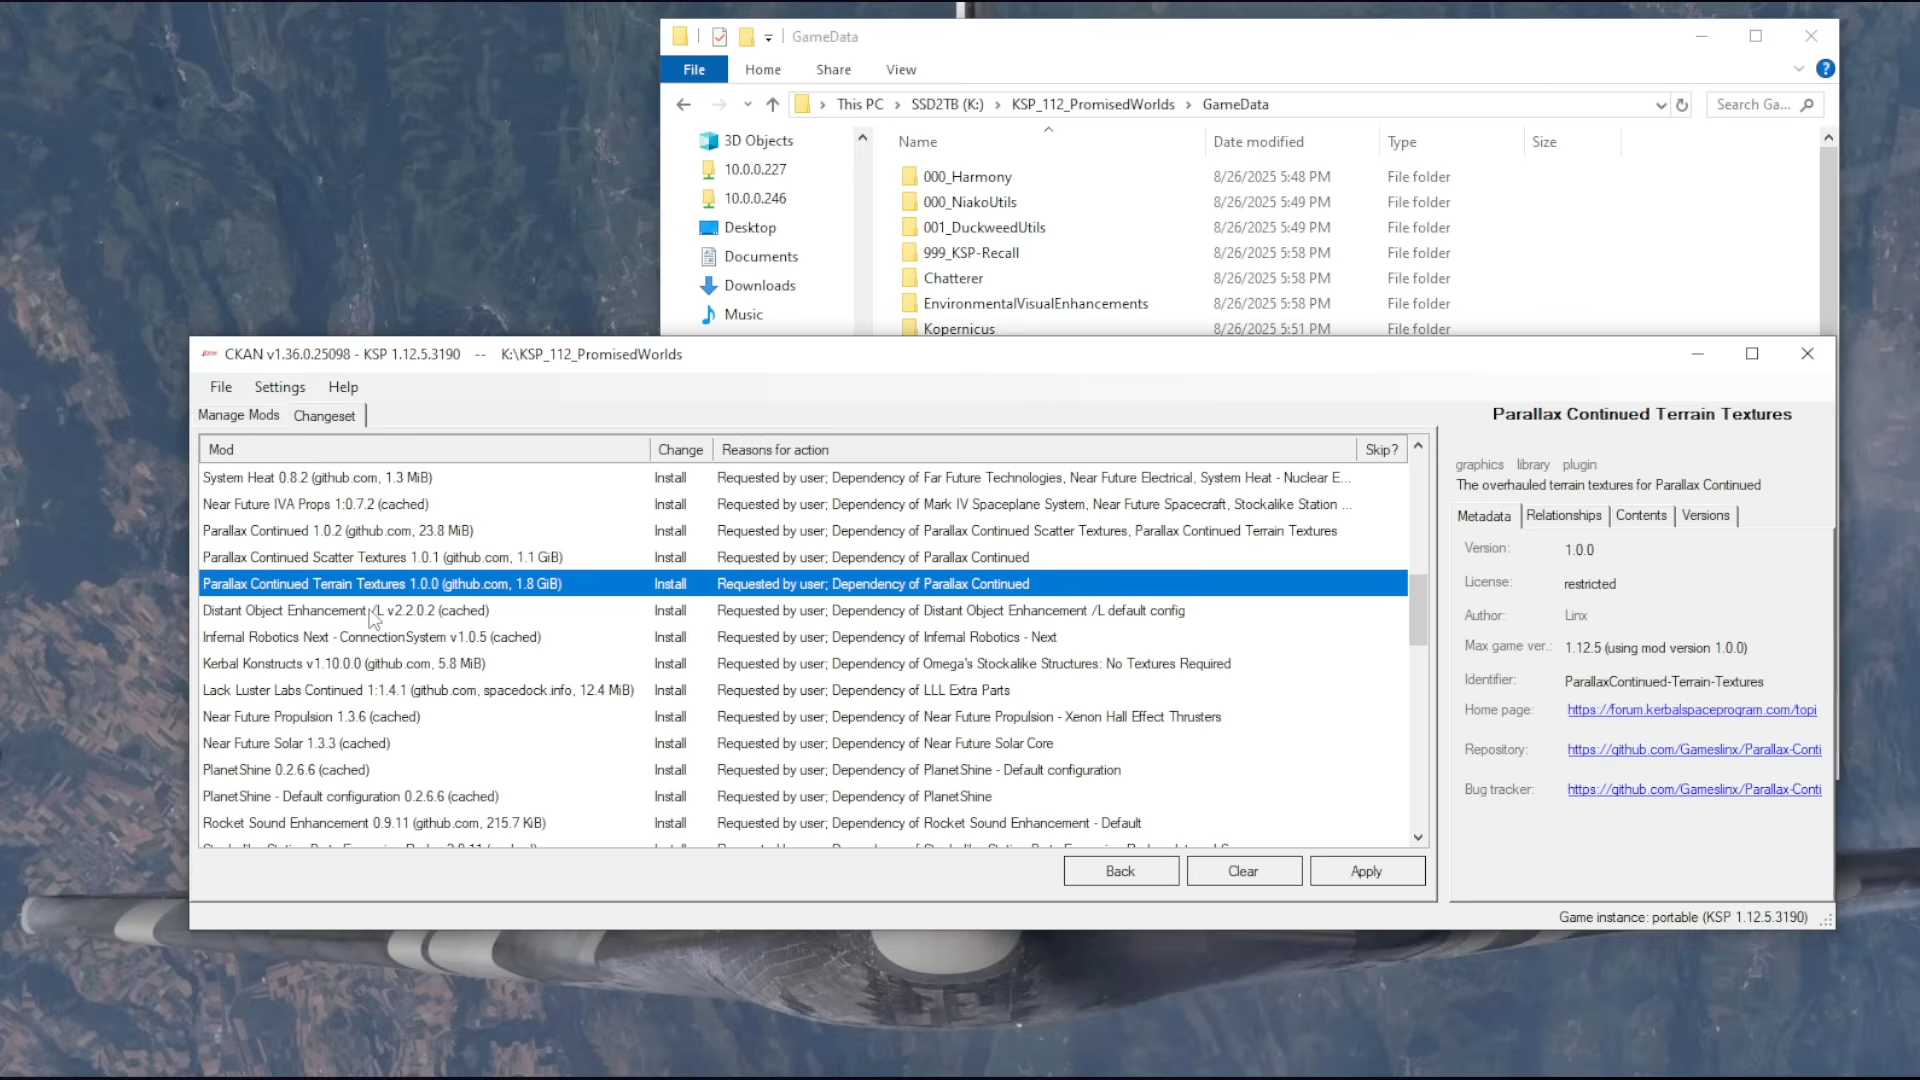 GameData
File Home Share View
This PC > SSD2TB (K:) > KSP_112_PromisedWorlds > GameData
Search Ga...
3D Objects
10.0.0.227
10.0.0.246
Desktop
Documents
Downloads
Music
Name Date modified Type Size
000_Harmony 8/26/2025 5:48 PM File folder
000_NiakoUtils 8/26/2025 5:49 PM File folder
001_DuckweedUtils 8/26/2025 5:49 PM File folder
999_KSP-Recall 8/26/2025 5:58 PM File folder
Chatterer 8/26/2025 5:58 PM File folder
EnvironmentalVisualEnhancements 8/26/2025 5:58 PM File folder
Kopernicus 8/26/2025 5:51 PM File folder
CKAN v1.36.0.25098 - KSP 1.12.5.3190 -- K:\KSP_112_PromisedWorlds
File Settings Help
Manage Mods Changeset
Mod Change Reasons for action Skip?
System Heat 0.8.2 (github.com, 1.3 MiB) Install Requested by user; Dependency of Far Future Technologies, Near Future Electrical, System Heat - Nuclear E...
Near Future IVA Props 1:0.7.2 (cached) Install Requested by user; Dependency of Mark IV Spaceplane System, Near Future Spacecraft, Stockalike Station ...
Parallax Continued 1.0.2 (github.com, 23.8 MiB) Install Requested by user; Dependency of Parallax Continued Scatter Textures, Parallax Continued Terrain Textures
Parallax Continued Scatter Textures 1.0.1 (github.com, 1.1 GiB) Install Requested by user; Dependency of Parallax Continued
Parallax Continued Terrain Textures 1.0.0 (github.com, 1.8 GiB) Install Requested by user; Dependency of Parallax Continued
Distant Object Enhancement /L v2.2.0.2 (cached) Install Requested by user; Dependency of Distant Object Enhancement /L default config
Infernal Robotics Next - ConnectionSystem v1.0.5 (cached) Install Requested by user; Dependency of Infernal Robotics - Next
Kerbal Konstructs v1.10.0.0 (github.com, 5.8 MiB) Install Requested by user; Dependency of Omega's Stockalike Structures: No Textures Required
Lack Luster Labs Continued 1:1.4.1 (github.com, spacedock.info, 12.4 MiB) Install Requested by user; Dependency of LLL Extra Parts
Near Future Propulsion 1.3.6 (cached) Install Requested by user; Dependency of Near Future Propulsion - Xenon Hall Effect Thrusters
Near Future Solar 1.3.3 (cached) Install Requested by user; Dependency of Near Future Solar Core
PlanetShine 0.2.6.6 (cached) Install Requested by user; Dependency of PlanetShine - Default configuration
PlanetShine - Default configuration 0.2.6.6 (cached) Install Requested by user; Dependency of PlanetShine
Rocket Sound Enhancement 0.9.11 (github.com, 215.7 KiB) Install Requested by user; Dependency of Rocket Sound Enhancement - Default
Back Clear Apply
Parallax Continued Terrain Textures
graphics library plugin
The overhauled terrain textures for Parallax Continued
Metadata Relationships Contents Versions
Version: 1.0.0
License: restricted
Author: Linx
Max game ver.: 1.12.5 (using mod version 1.0.0)
Identifier: ParallaxContinued-Terrain-Textures
Home page: https://forum.kerbalspaceprogram.com/topi
Repository: https://github.com/Gameslinx/Parallax-Conti
Bug tracker: https://github.com/Gameslinx/Parallax-Conti
Game instance: portable (KSP 1.12.5.3190)